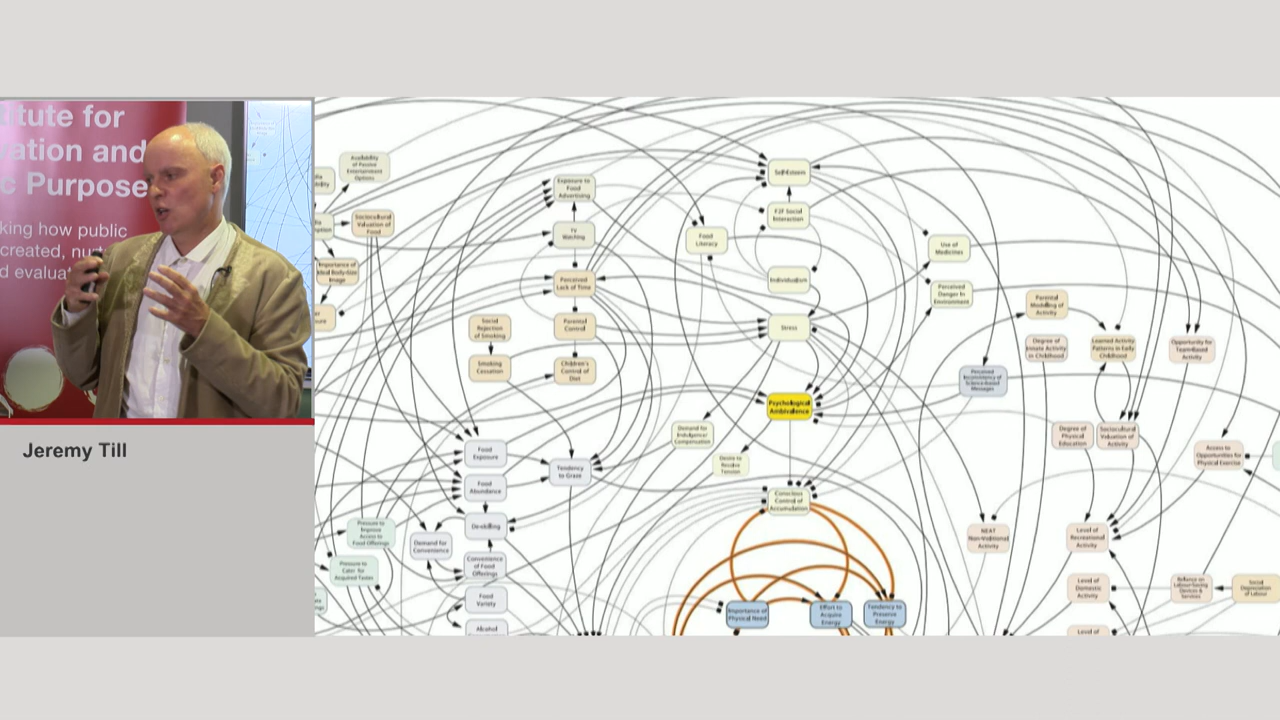 titute for
vation and
c Purpose
king how public
created, nur
d evaluat
Jeremy Till
Availability
of Passive
Entertainment
Options
Sociocultural
Valuation of
Food
Importance of
Ideal Body-Size
Image
Exposure to
Food
Advertising
TV
Watching
Perceived
Lack of Time
Parental
Control
Children's
Control of
Diet
Social
Rejection
of Smoking
Smoking
Cessation
Self-Esteem
F2F Social
Interaction
Food
Literacy
Individualism
Stress
Psychological
Ambivalence
Demand for
Indulgence/
Compensation
Desire to
Resolve
Tension
Conscious
Control of
Accumulation
Use of
Medicines
Perceived
Danger in
Environment
Perceived
Inconsistency of
Science-based
Messages
Parental
Modelling of
Activity
Degree of
Innate Activity
in Childhood
Learned Activity
Patterns in Early
Childhood
Opportunity for
Team-Based
Activity
Degree of
Physical
Education
Sociocultural
Valuation of
Activity
Access to
Opportunities for
Physical Exercise
Food
Exposure
Food
Abundance
Tendency
to Graze
De-skilling
Demand for
Convenience
Convenience
of Food
Offerings
Food
Variety
Alcohol
Pressure to
Improve
Access to
Food Offerings
Pressure to
Cater for
Acquired Tastes
Importance of
Physical Need
Effort to
Acquire
Energy
Tendency to
Preserve
Energy
NEAT
Non-Volitional
Activity
Level of
Recreational
Activity
Level of
Domestic
Activity
Reliance on
Labour-Saving
Devices &
Services
Social
Depreciation
of Labour
Level of